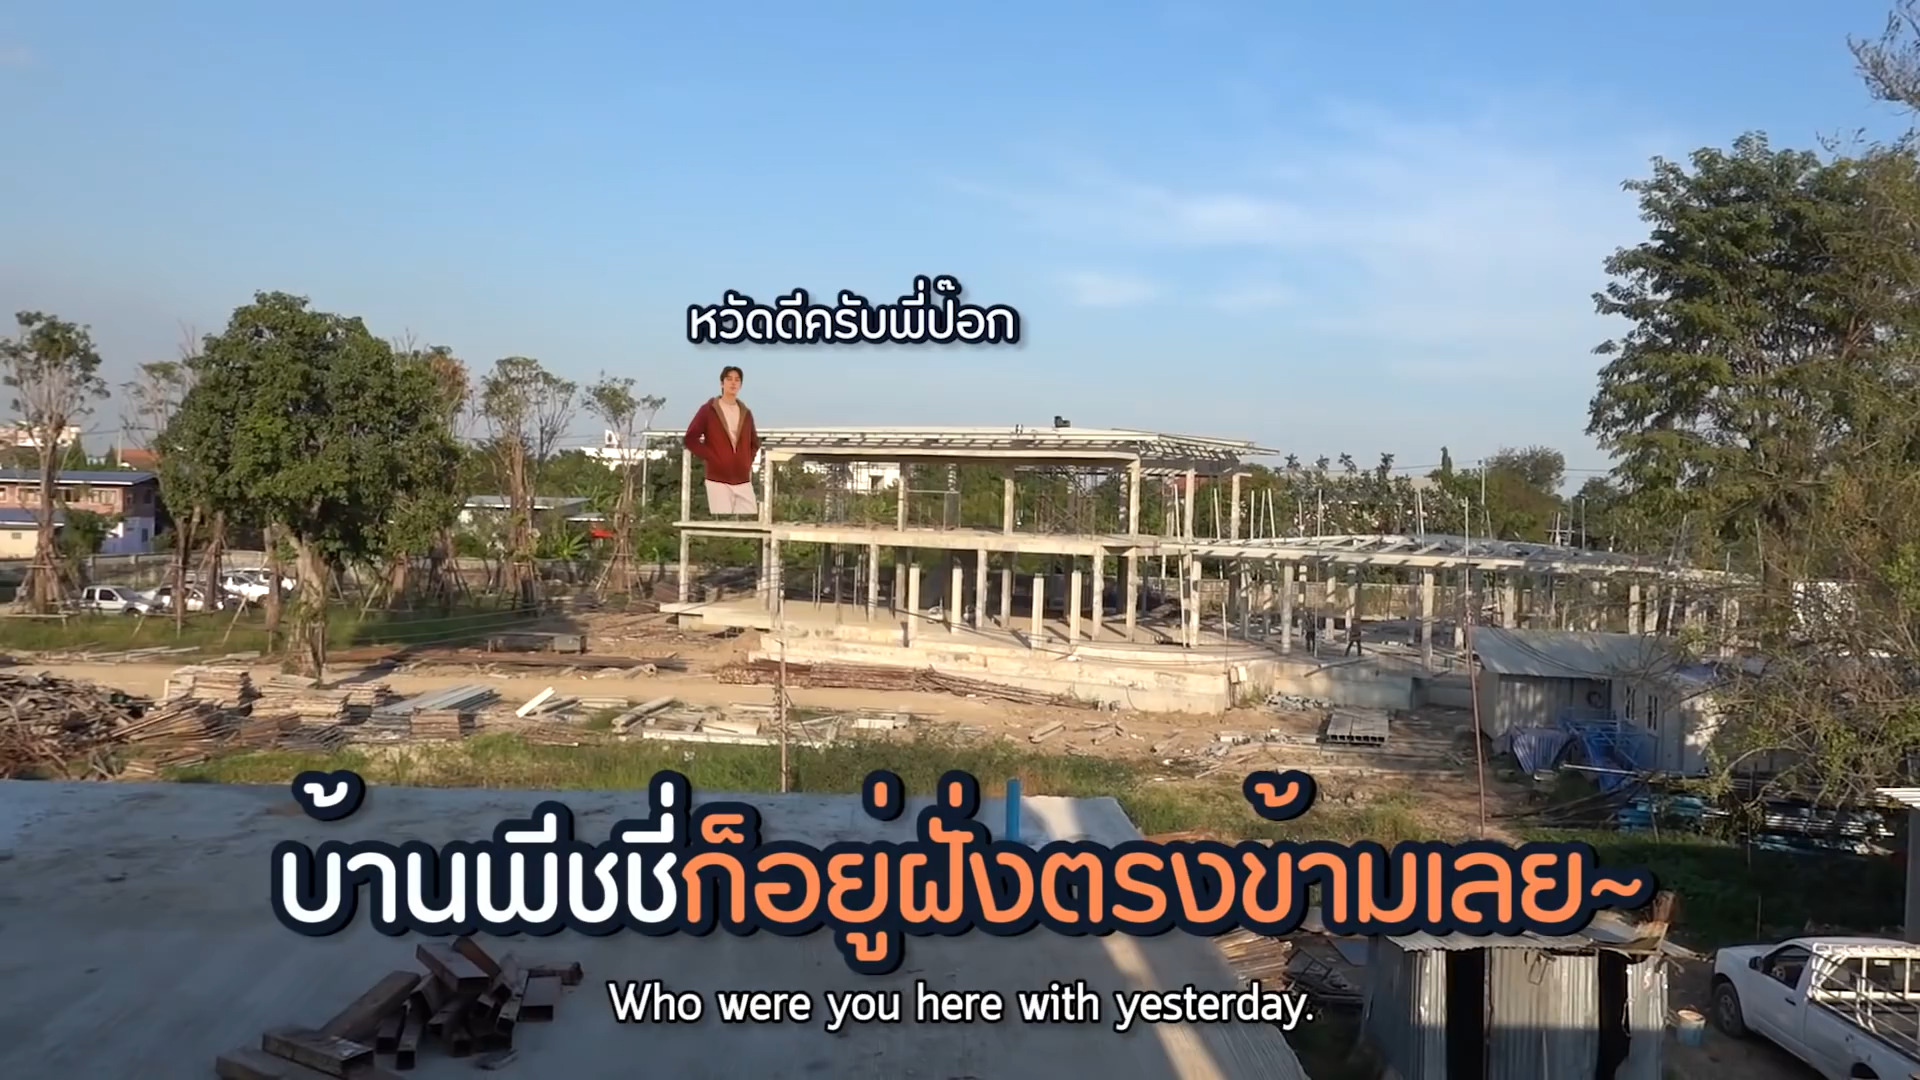 หวัดดีครับพี่ป๊อก
บ้านพีชชี่ก็อยู่ฝั่งตรงข้ามเลย~
Who were you here with yesterday.